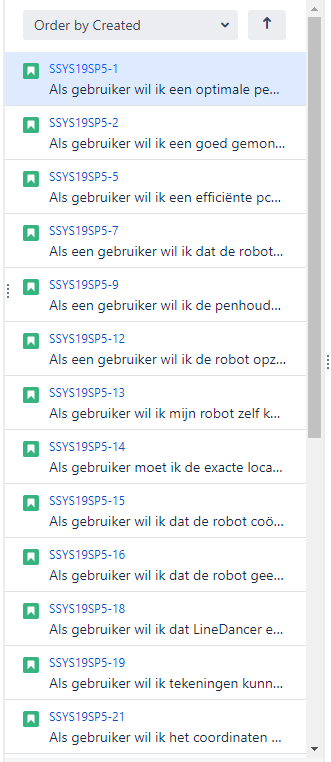 Order by Created
SSYS19SP5-1
Als gebruiker wil ik een optimale pe...
SSYS19SP5-2
Als gebruiker wil ik een goed gemon...
SSYS19SP5-5
Als gebruiker wil ik een efficiënte pc...
SSYS19SP5-7
Als een gebruiker wil ik dat de robot...
SSYS19SP5-9
Als een gebruiker wil ik de penhoud...
SSYS19SP5-12
Als een gebruiker wil ik de robot opz...
SSYS19SP5-13
Als gebruiker wil ik mijn robot zelf k...
SSYS19SP5-14
Als gebruiker moet ik de exacte loca...
SSYS19SP5-15
Als gebruiker wil ik dat de robot coö...
SSYS19SP5-16
Als gebruiker wil ik dat de robot gee...
SSYS19SP5-18
Als gebruiker wil ik dat LineDancer e...
SSYS19SP5-19
Als gebruiker wil ik tekeningen kunn...
SSYS19SP5-21
Als gebruiker wil ik het coordinaten ...